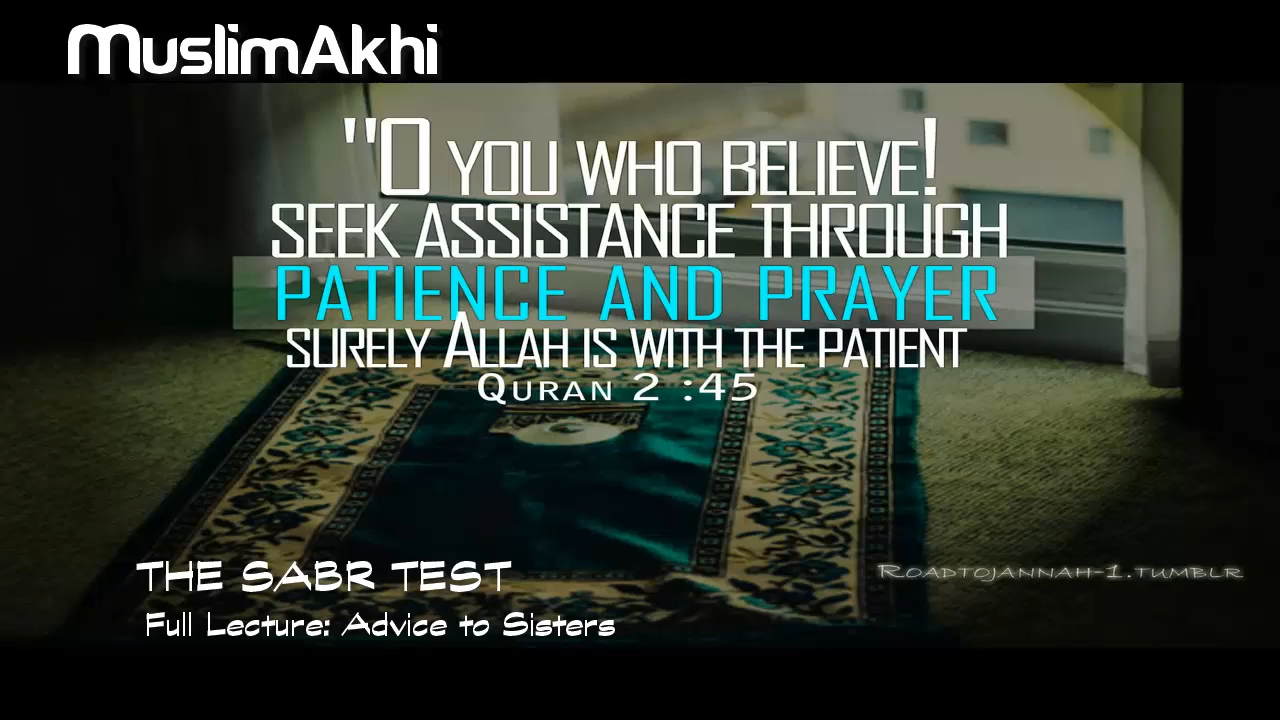 MuslimAkhi
"O YOU WHO BELIEVE!
SEEK ASSISTANCE THROUGH
PATIENCE AND PRAYER
SURELY ALLAH IS WITH THE PATIENT
QURAN 2 :45
THE SABR TEST
Full Lecture: Advice to Sisters
ROADTOJANNAH-1.TUMBLR